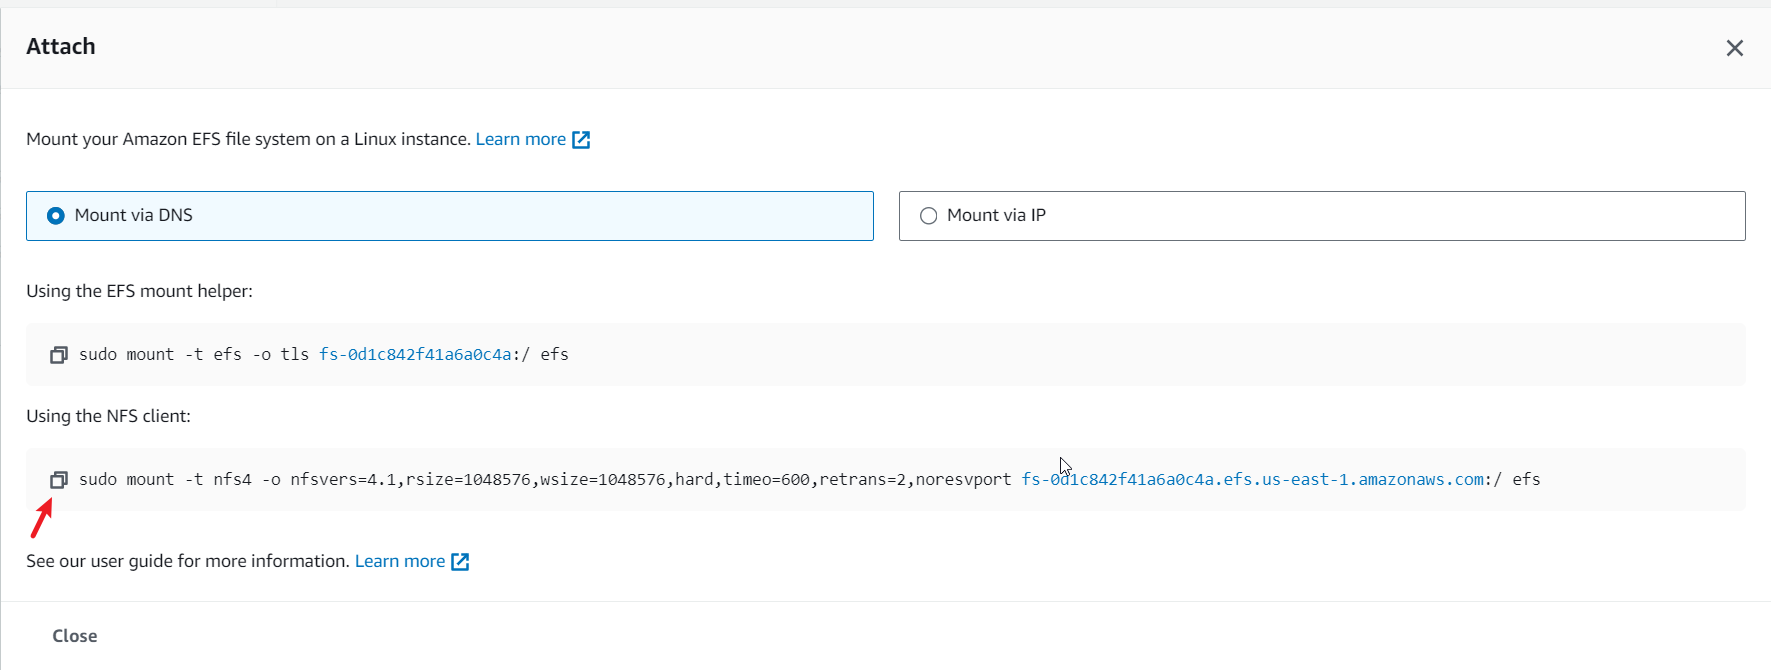 Attach
Mount your Amazon EFS file system on a Linux instance. Learn more
Mount via DNS
Mount via IP
Using the EFS mount helper:
sudo mount -t efs -o tls fs-0d1c842f41a6a0c4a:/ efs
Using the NFS client:
sudo mount -t nfs4 -o nfsvers=4.1,rsize=1048576,wsize=1048576,hard,timeo=600,retrans=2,noresvport fs-0d1c842f41a6a0c4a.efs.us-east-1.amazonaws.com:/ efs
See our user guide for more information. Learn more
Close